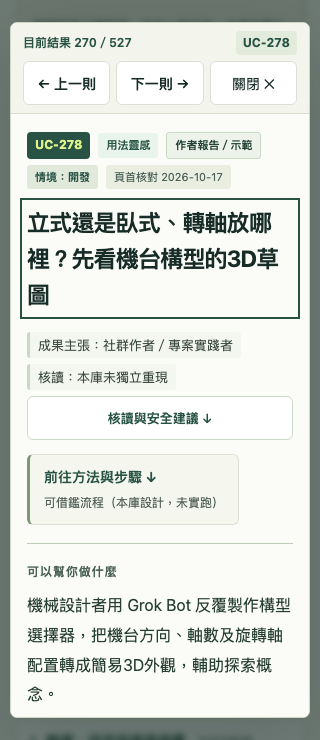 目前結果 270 / 527
UC-278
← 上一則
下一則 →
關閉 ×
UC-278
用法靈感
作者報告 / 示範
情境：開發
頁首核對 2026-10-17
立式還是臥式、轉軸放哪
裡？先看機台構型的3D草
圖
成果主張：社群作者 / 專案實踐者
核讀：本庫未獨立重現
核讀與安全建議 ↓
前往方法與步驟 ↓
可借鑑流程（本庫設計，未實跑）
可以幫你做什麼
機械設計者用 Grok Bot 反覆製作構型
選擇器，把機台方向、軸數及旋轉軸
配置轉成簡易3D外觀，輔助探索概
念。